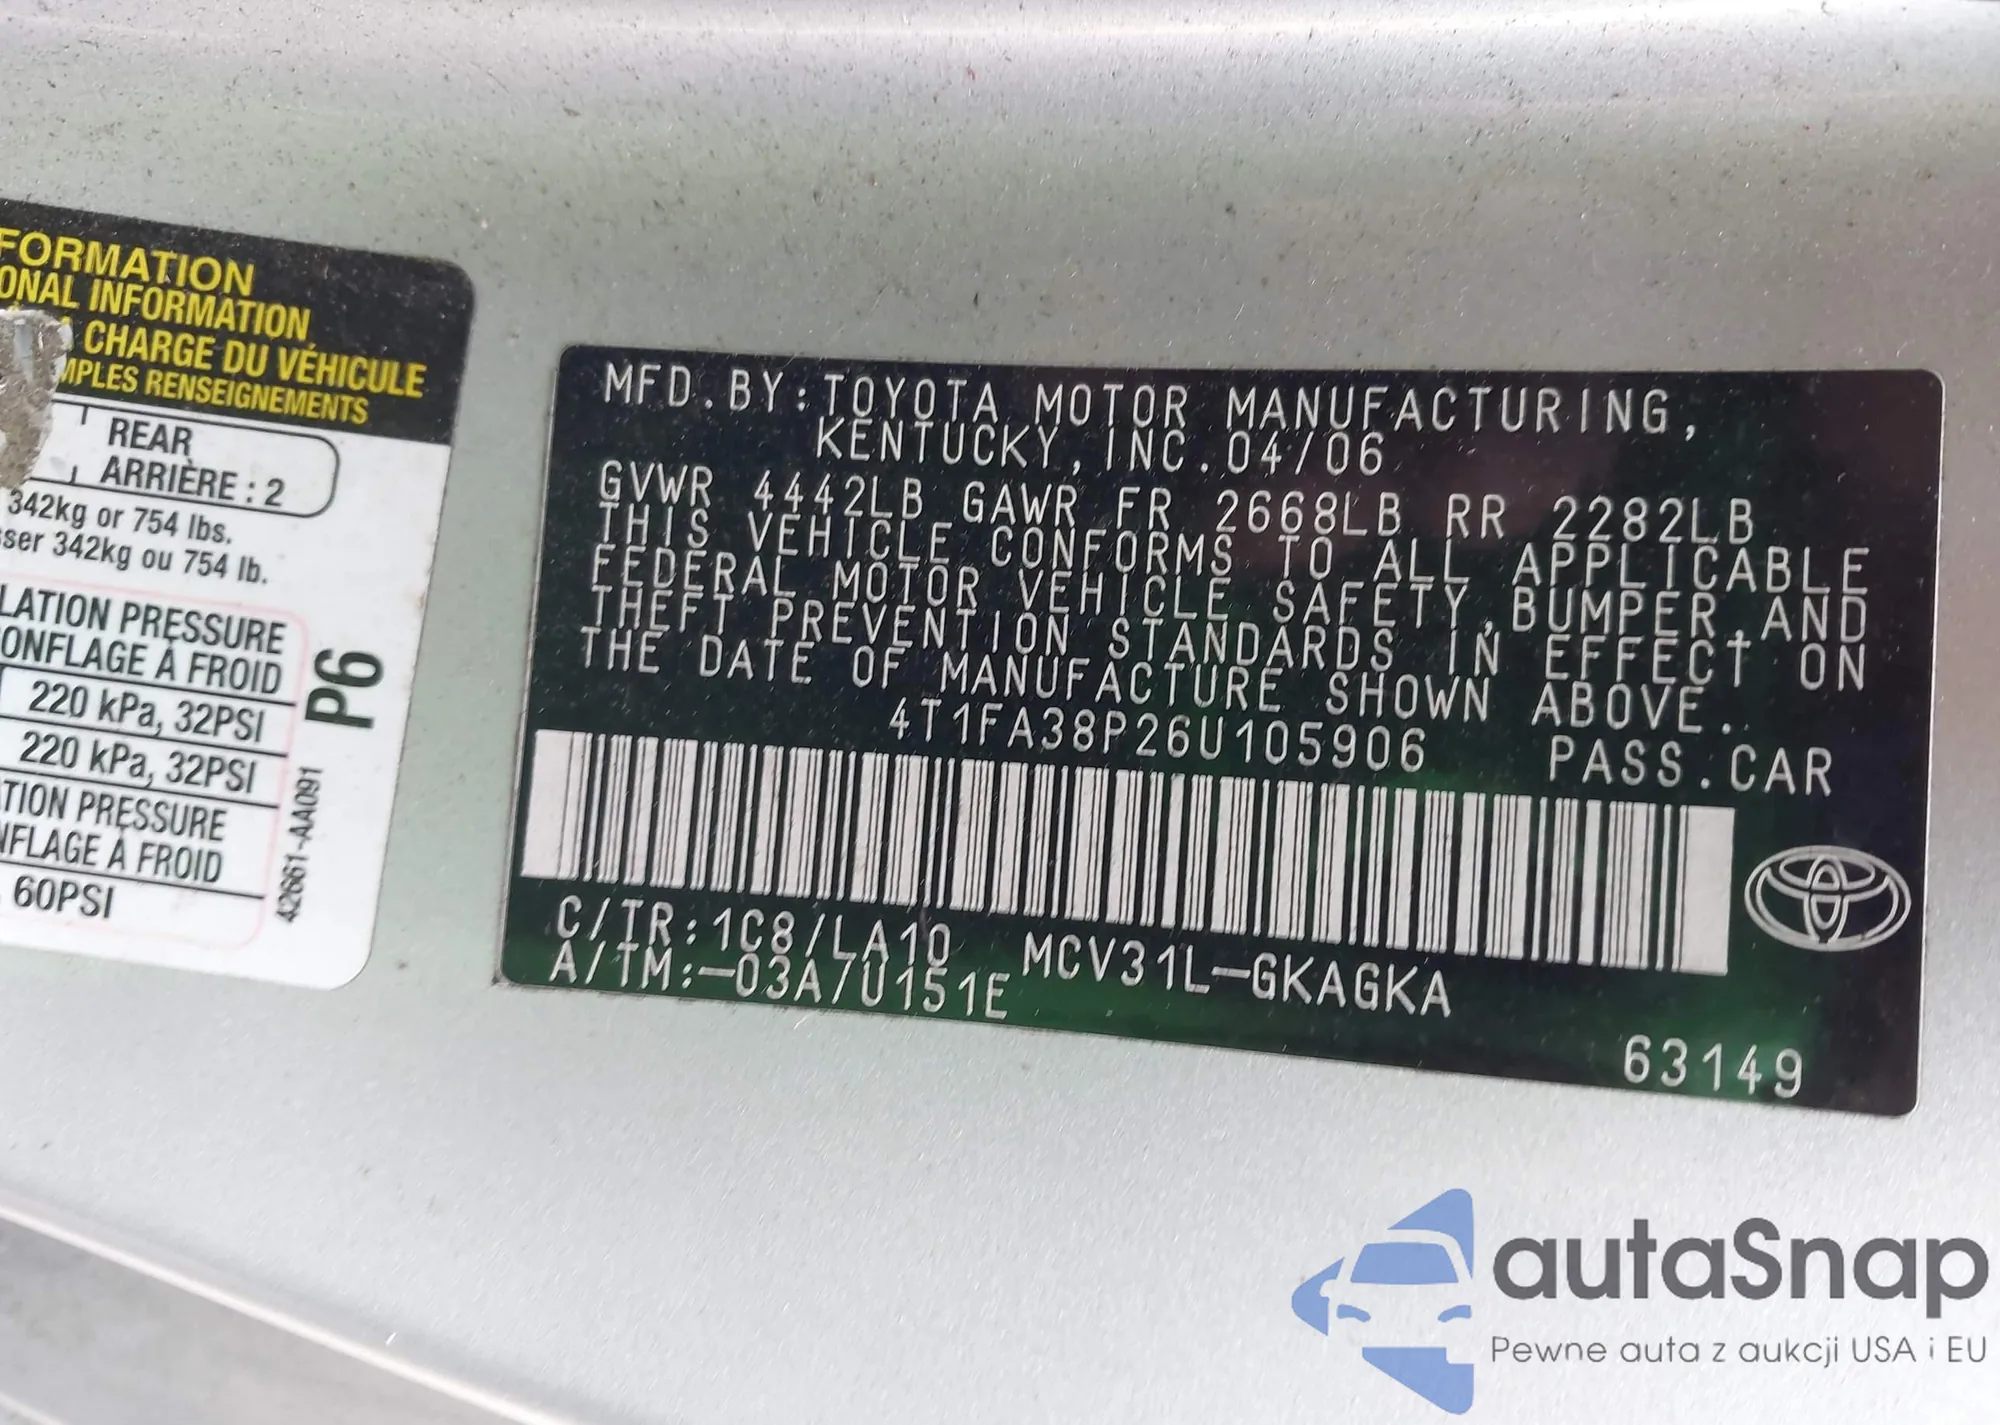 FORMATION
ONAL INFORMATION
CHARGE DU VÉHICULE
MPLES RENSEIGNEMENTS
REAR
ARRIÈRE : 2
342kg or 754 lbs.
sser 342kg ou 754 lb.
LATION PRESSURE
ONFLAGE À FROID
220 kPa, 32PSI
220 kPa, 32PSI
TION PRESSURE
NFLAGE À FROID
60PSI
P6
42661-AA091
MFD. BY: TOYOTA MOTOR MANUFACTURING,
KENTUCKY, INC. 04/06
GVWR 4442LB GAWR FR 2668LB RR 2282LB
THIS VEHICLE CONFORMS TO ALL APPLICABLE
FEDERAL MOTOR VEHICLE SAFETY, BUMPER, AND
THEFT PREVENTION STANDARDS IN EFFECT ON
THE DATE OF MANUFACTURE SHOWN ABOVE.
4T1FA38P26U105906 PASS. CAR
C/TR: 1C8/LA10 MCV31L-GKAGKA
A/TM: -03A/U151E
63149
autaSnap
Pewne auta z aukcji USA i EU